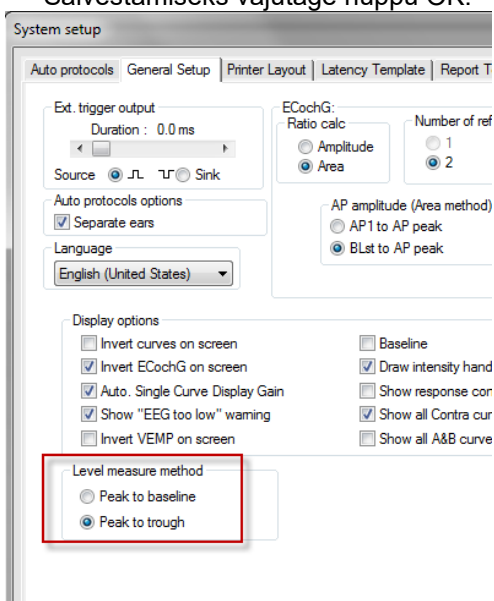 Salvestamiseks vajutage nuppu OK.
System setup
Auto protocols General Setup Printer Layout Latency Template Report T
Ext. trigger output
Duration : 0.0 ms
Source Sink
Auto protocols options
Separate ears
Language
English (United States)
ECochG:
Ratio calc
Amplitude
Area
Number of ref
1
2
AP amplitude (Area method)
AP1 to AP peak
BLst to AP peak
Display options
Invert curves on screen
Invert ECochG on screen
Auto. Single Curve Display Gain
Show "EEG too low" warning
Invert VEMP on screen
Baseline
Draw intensity hand
Show response con
Show all Contra cur
Show all A&B curve
Level measure method
Peak to baseline
Peak to trough